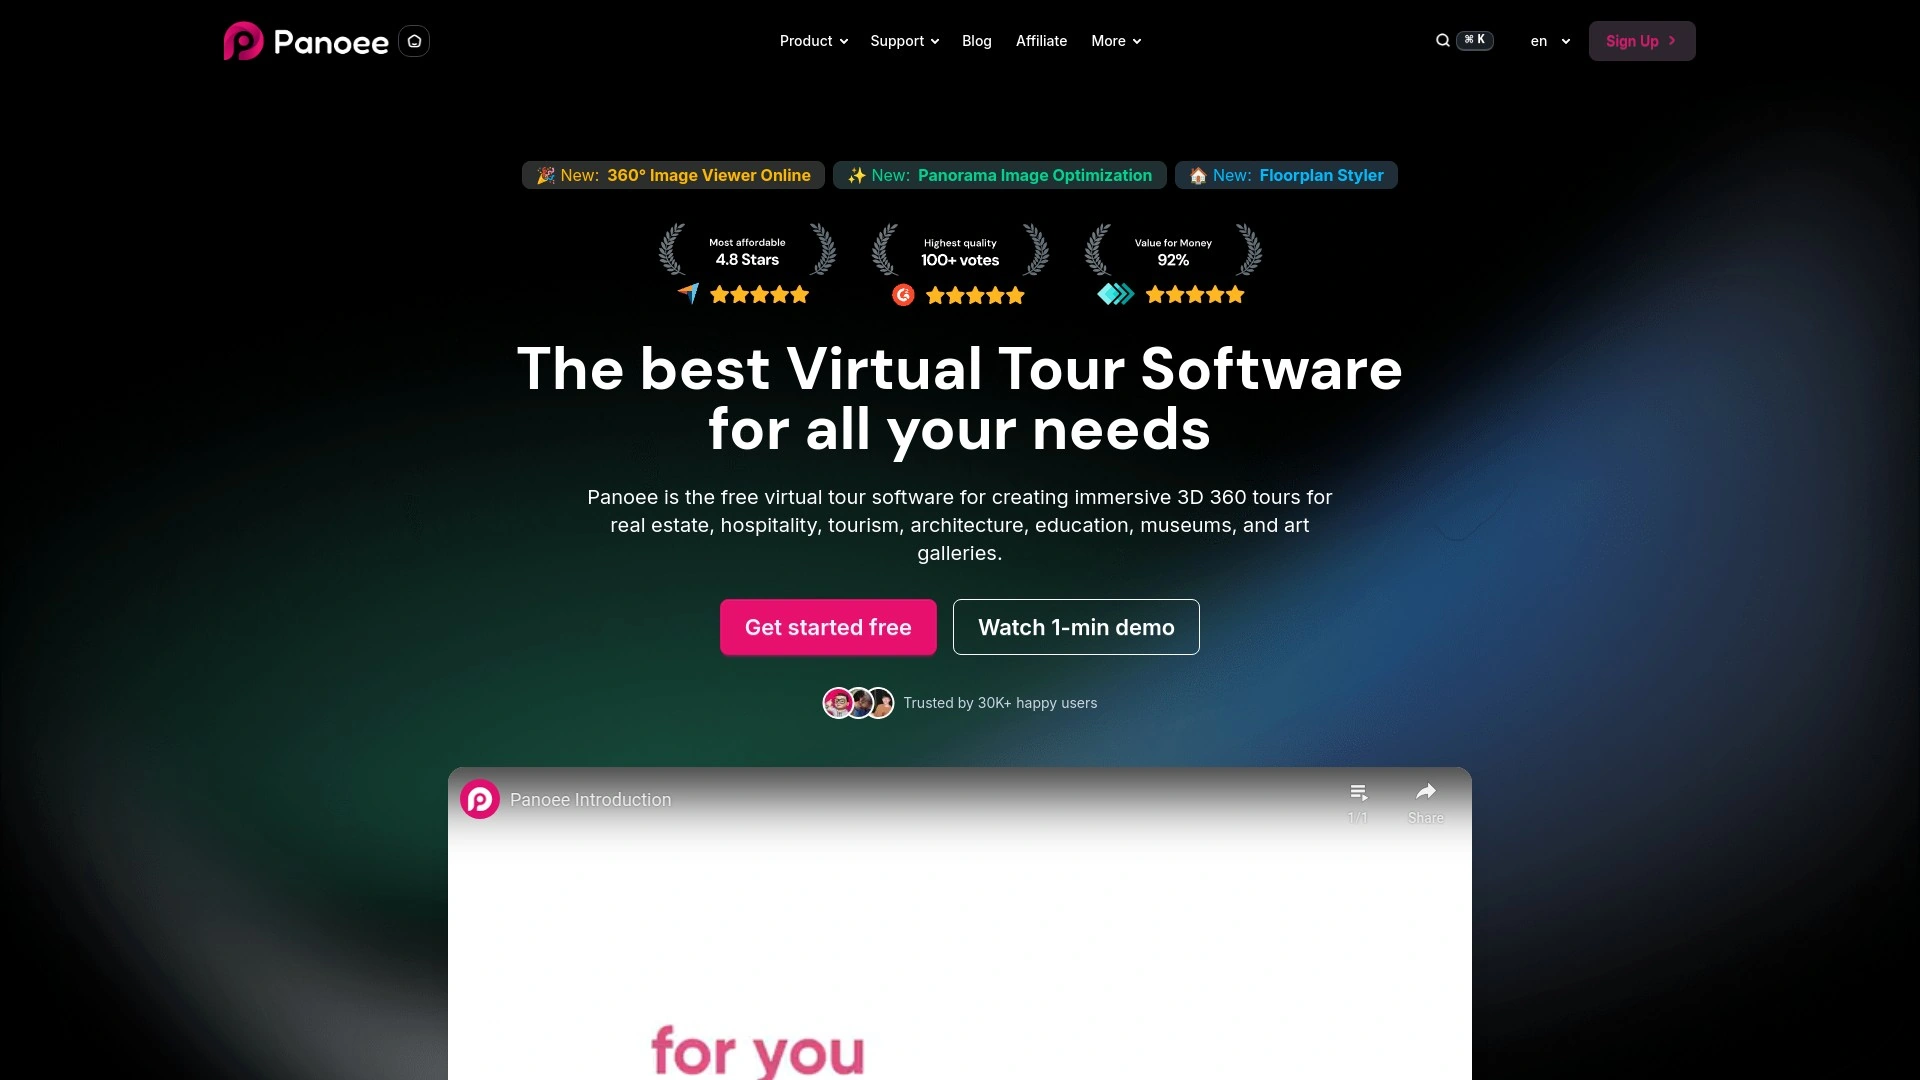 Panoee
Product
Support
Blog
Affiliate
More
⌘ K
en
Sign Up
🎉 New: 360° Image Viewer Online
✨ New: Panorama Image Optimization
🏠 New: Floorplan Styler
Most affordable
4.8 Stars
Highest quality
100+ votes
Value for Money
92%
The best Virtual Tour Software
for all your needs
Panoee is the free virtual tour software for creating immersive 3D 360 tours for
real estate, hospitality, tourism, architecture, education, museums, and art
galleries.
Get started free
Watch 1-min demo
Trusted by 30K+ happy users
Panoee Introduction
1/1
Share
for you